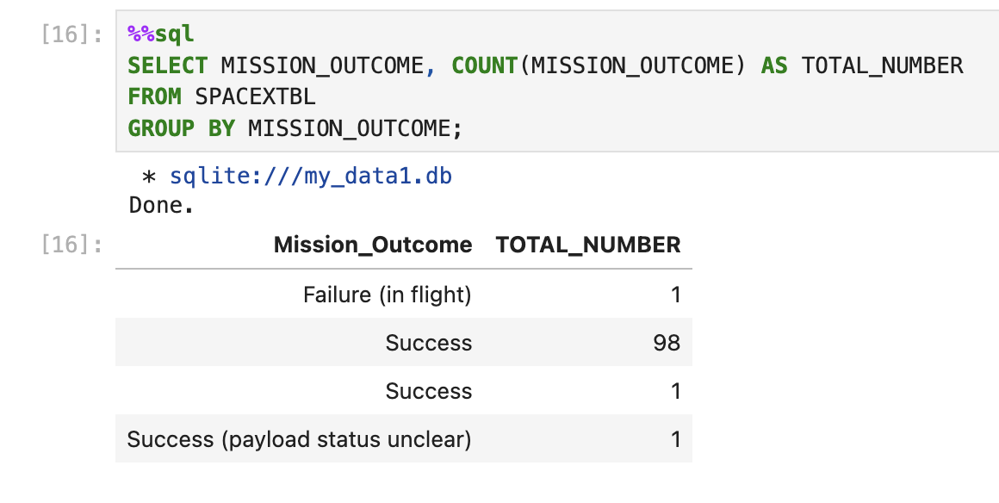 [16]: %%sql
SELECT MISSION_OUTCOME, COUNT(MISSION_OUTCOME) AS TOTAL_NUMBER
FROM SPACEXTBL
GROUP BY MISSION_OUTCOME;
* sqlite:///my_data1.db
Done.
[16]: Mission_Outcome TOTAL_NUMBER
Failure (in flight) 1
Success 98
Success 1
Success (payload status unclear) 1